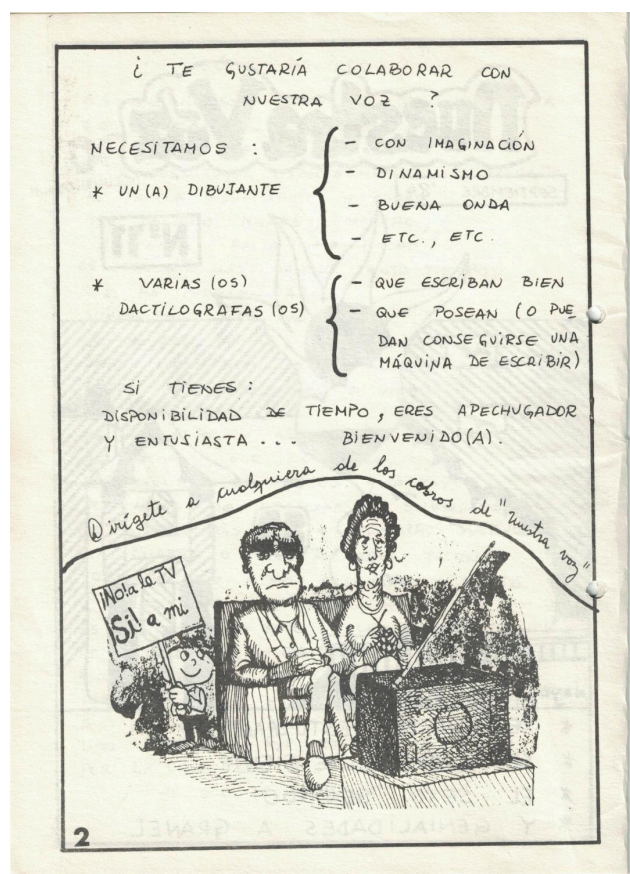 ¿ TE GUSTARÍA COLABORAR CON
NUESTRA VOZ ?
NECESITAMOS :
* UN(A) DIBUJANTE
- CON IMAGINACIÓN
- DINAMISMO
- BUENA ONDA
- ETC., ETC.
* VARIAS (OS)
DACTILOGRAFAS (OS)
- QUE ESCRIBAN BIEN
- QUE POSEAN (O PUE
DAN CONSEGUIRSE UNA
MÁQUINA DE ESCRIBIR)
SI TIENES :
DISPONIBILIDAD DE TIEMPO, ERES APECHUGADOR
Y ENTUSIASTA ... BIENVENIDO(A).
Dirígete a cualquiera de los cobros de "nuestra voz"
¡No! a la TV
Si! a mi
2